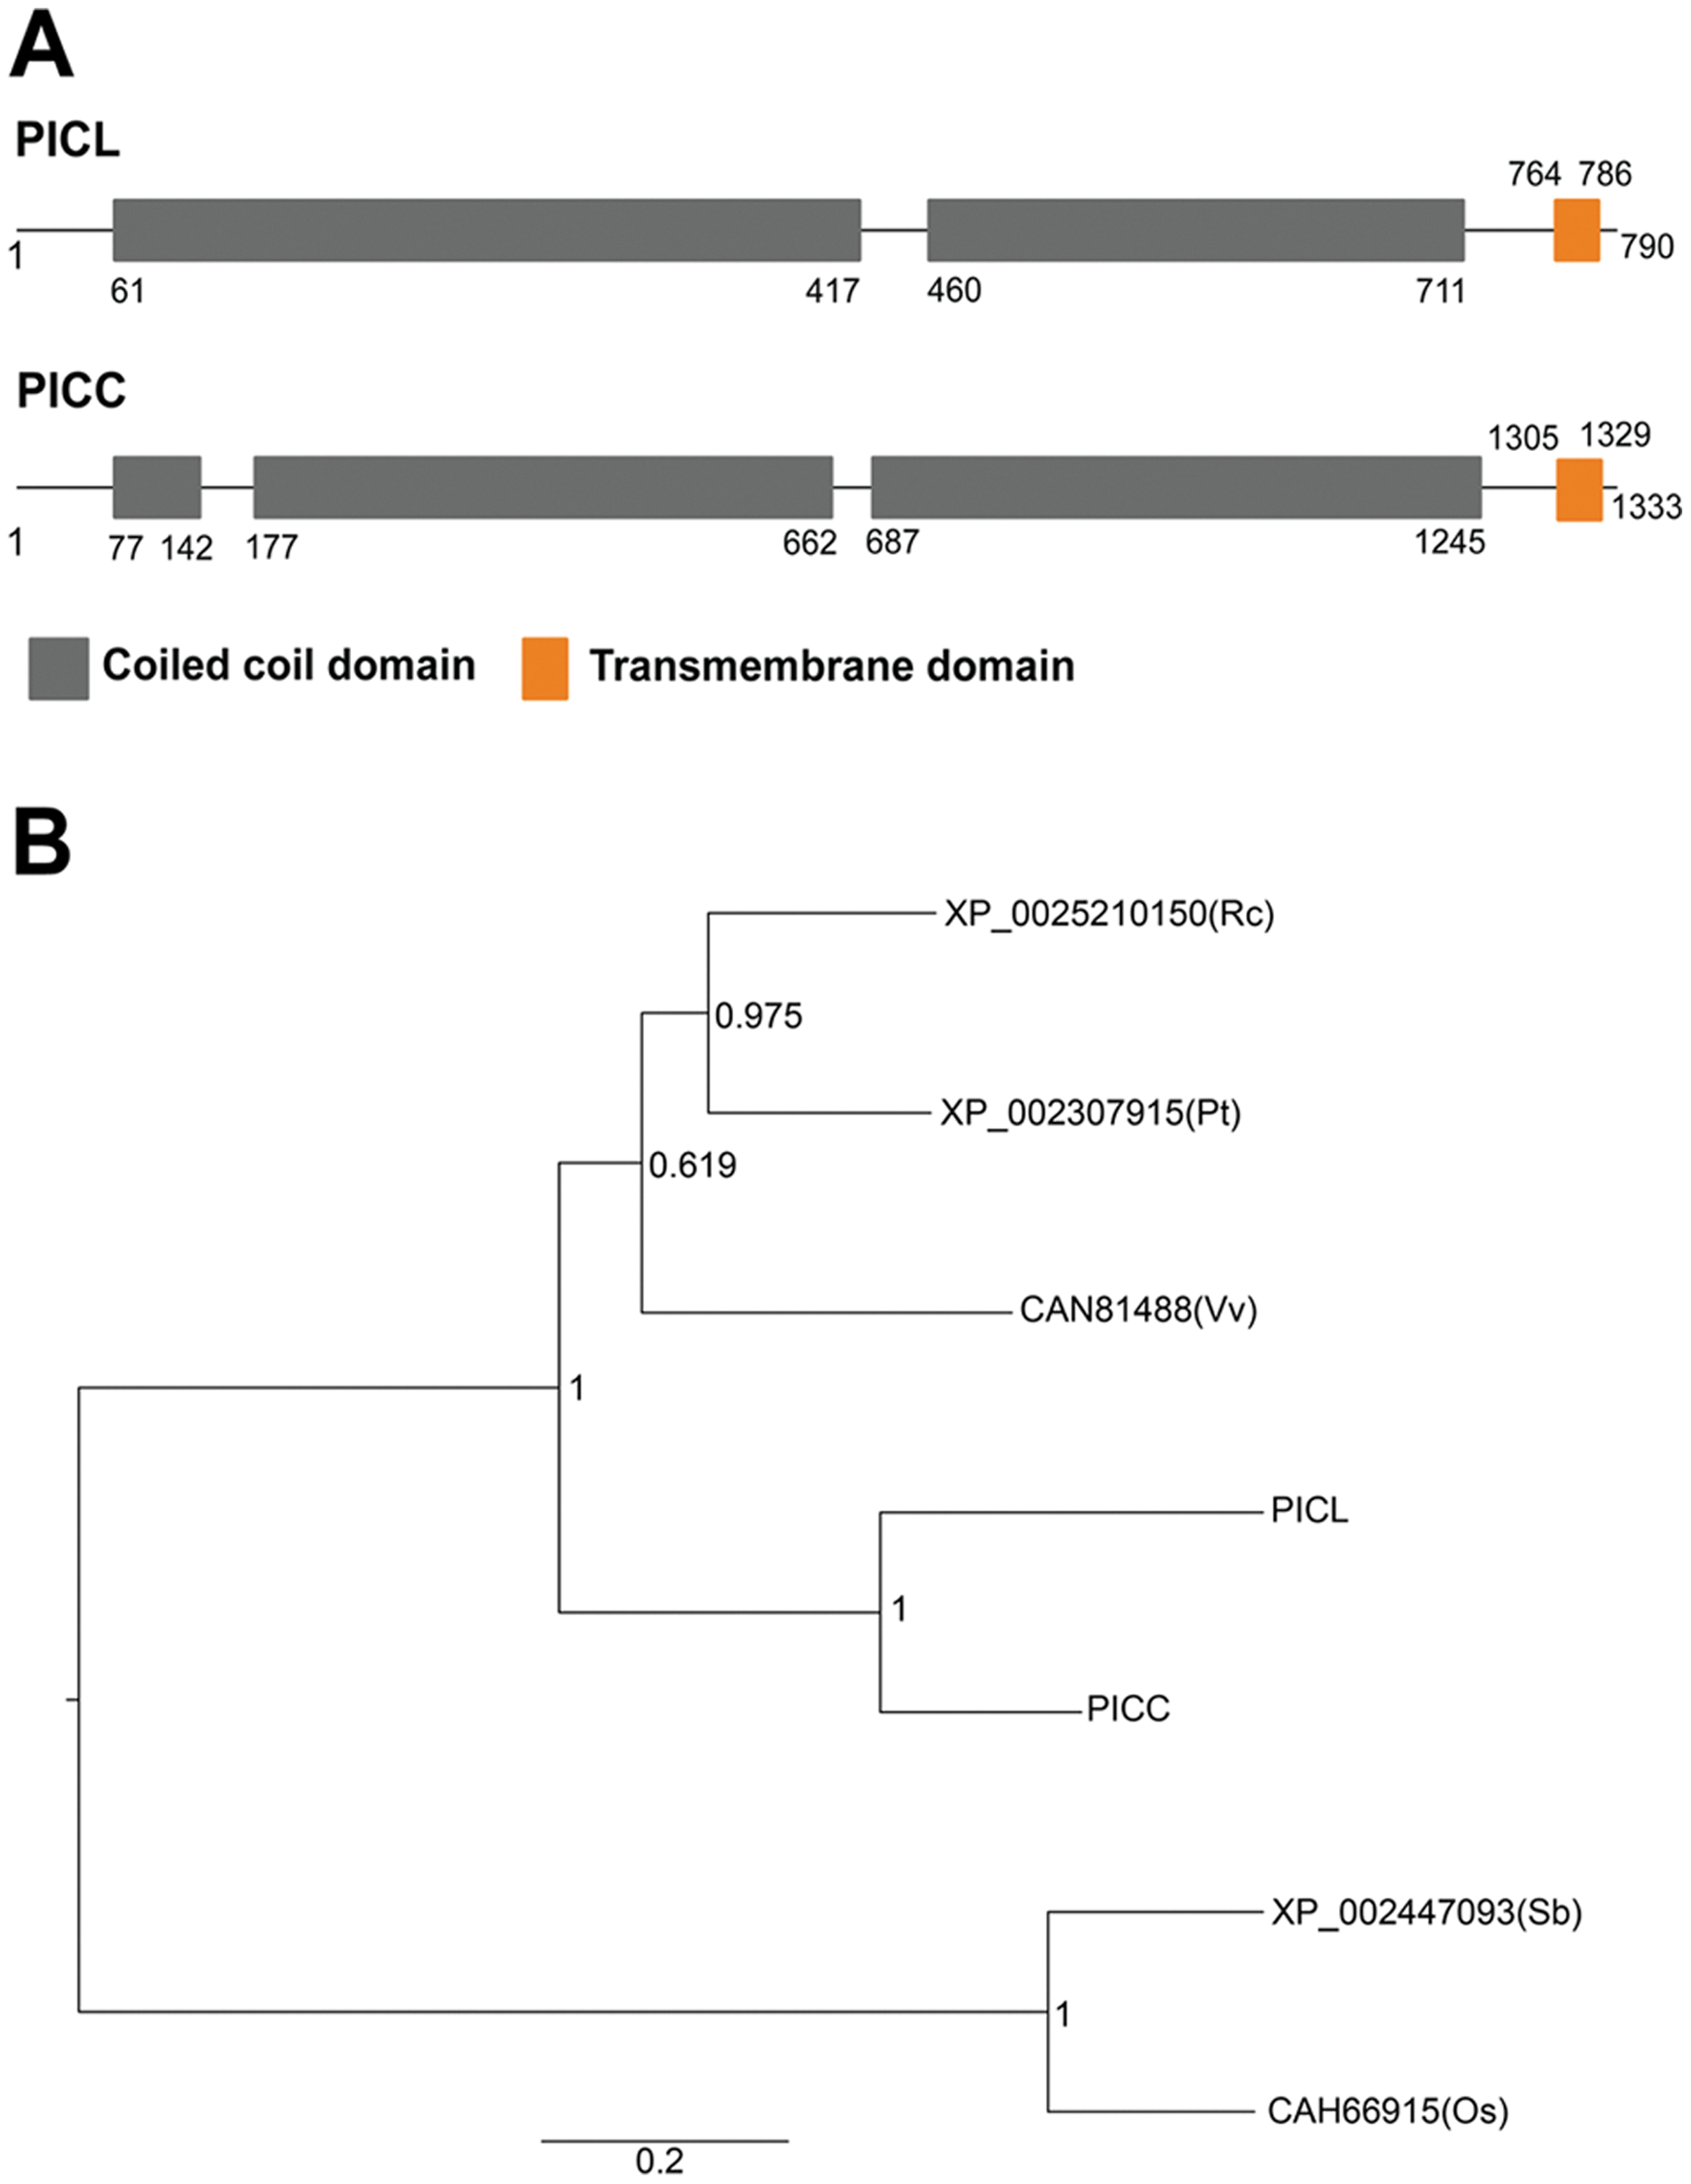 A
PICL
764 786
1
790
61 417 460 711
PICC
1305 1329
1
1333
77 142 177 662 687 1245
Coiled coil domain Transmembrane domain
B
XP_0025210150(Rc)
0.975
XP_002307915(Pt)
0.619
CAN81488(Vv)
1
PICL
1
PICC
XP_002447093(Sb)
1
CAH66915(Os)
0.2